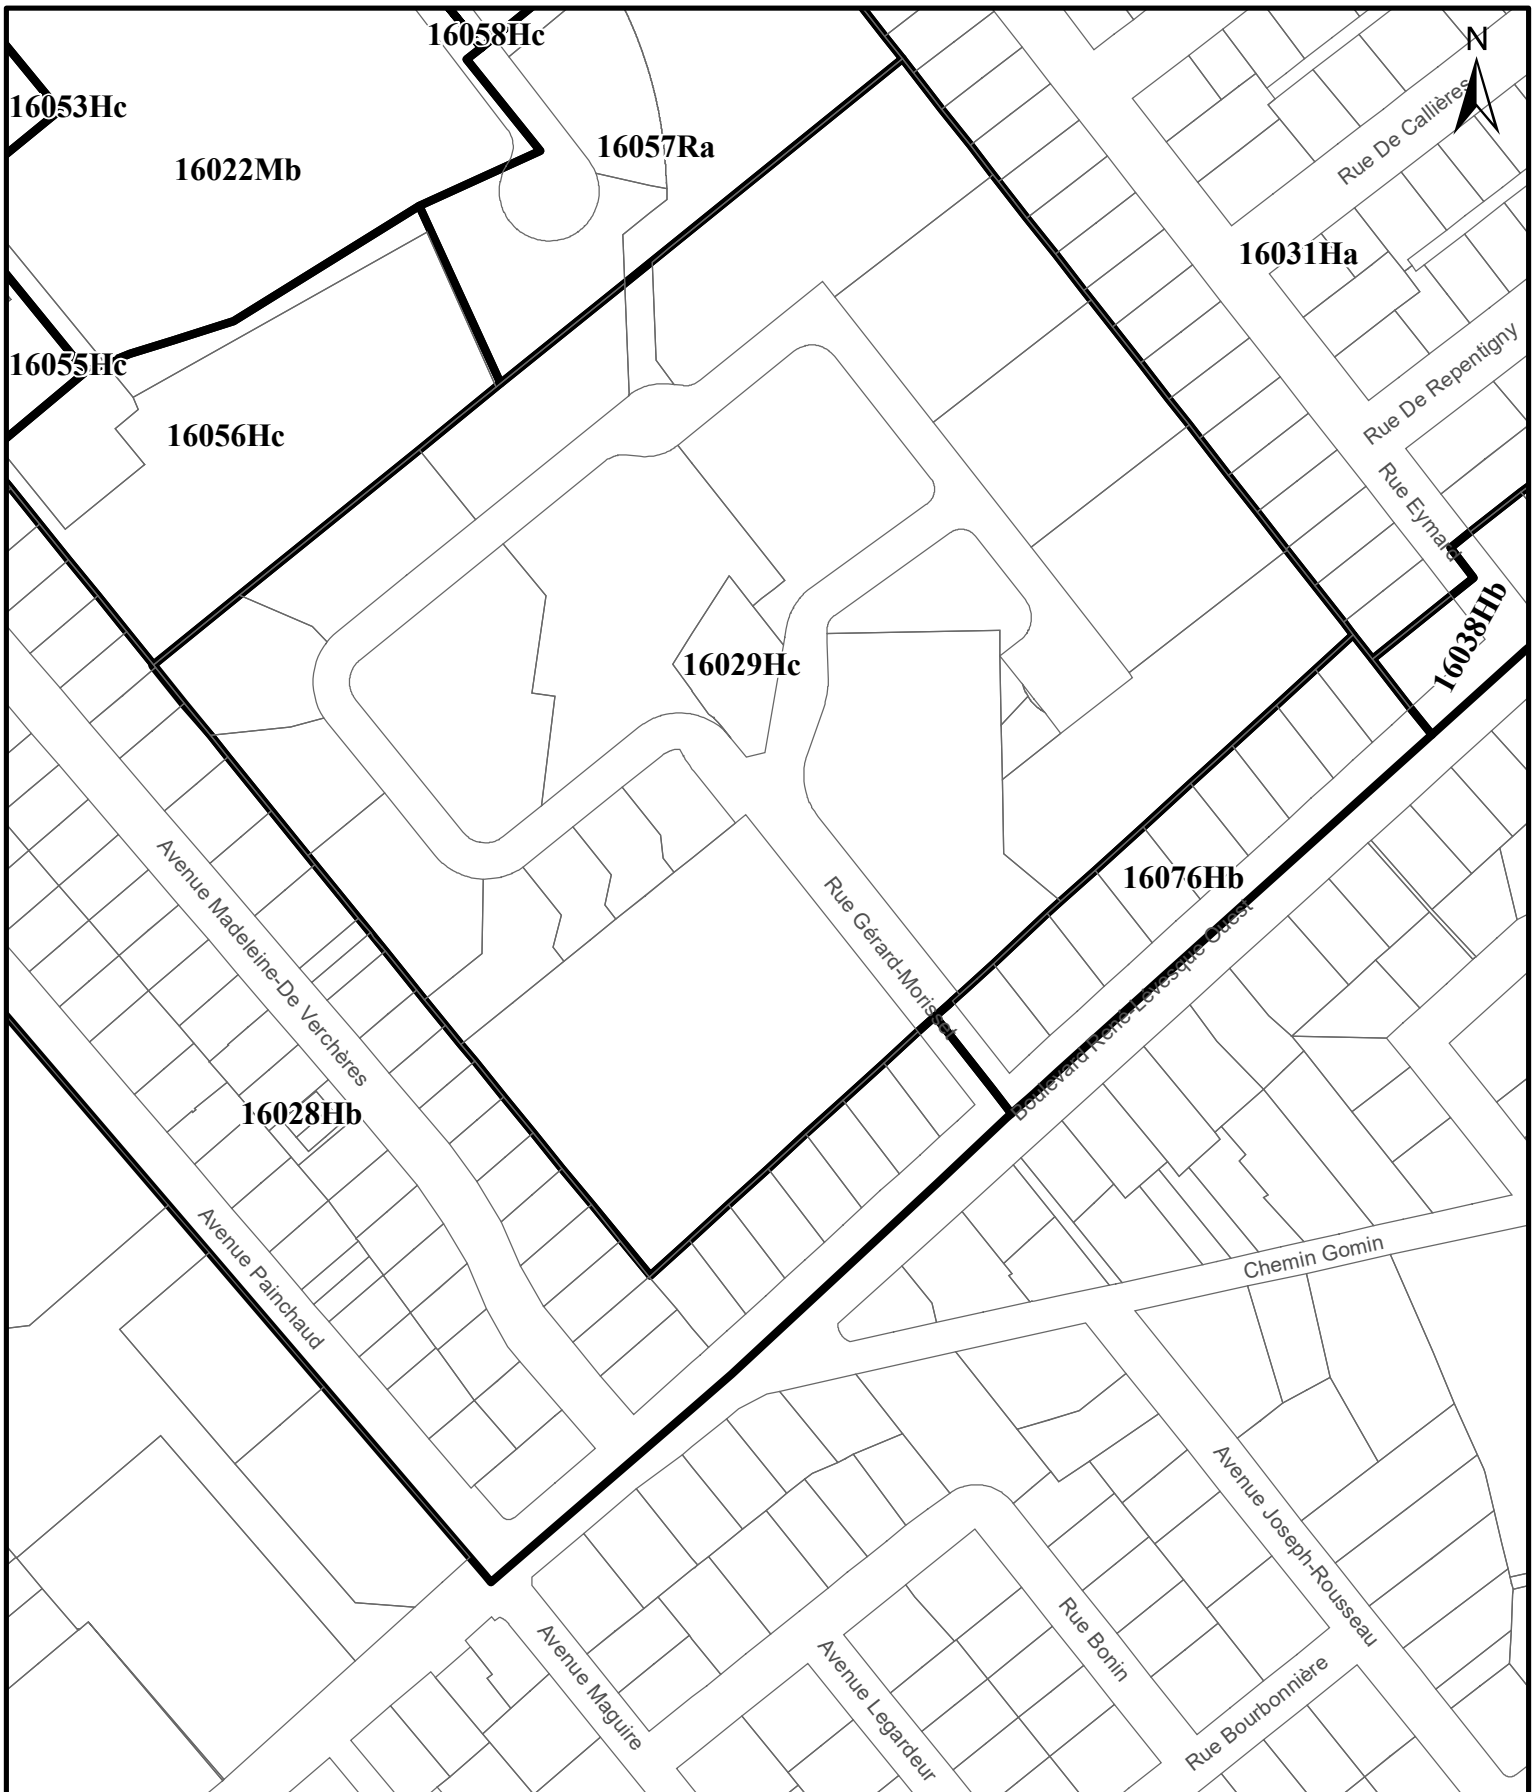 16058Hc
N
16053Hc
16057Ra
16022Mb
Rue De Callières
16031Ha
16055Hc
Rue De Repentigny
16056Hc
Rue Eymard
16038Hb
16029Hc
16076Hb
Avenue Madeleine-De Verchères
Rue Gérard-Morisset
Boulevard René-Lévesque Ouest
16028Hb
Avenue Painchaud
Chemin Gomin
Avenue Joseph-Rousseau
Rue Bonin
Avenue Maguire
Avenue Legardeur
Rue Bourbonnière